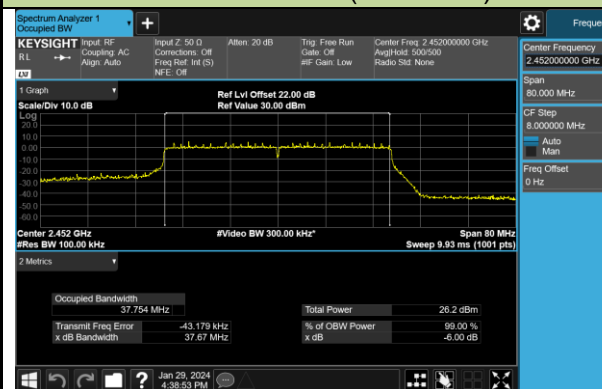 Spectrum Analyzer 1
Occupied BW
Frequ
KEYSIGHT
R L
LXI
Input: RF
Coupling: AC
Align: Auto
Input Z: 50 Ω
Corrections: Off
Freq Ref: Int (S)
NFE: Off
Atten: 20 dB
Trig: Free Run
Gate: Off
#IF Gain: Low
Center Freq: 2.452000000 GHz
Avg|Hold: 500/500
Radio Std: None
Center Frequency
2.452000000 GHz
Span
80.000 MHz
CF Step
8.000000 MHz
Auto
Man
Freq Offset
0 Hz
1 Graph
Scale/Div 10.0 dB
Ref Lvl Offset 22.00 dB
Ref Value 30.00 dBm
Log
20.0
10.0
0.00
-10.0
-20.0
-30.0
-40.0
-50.0
-60.0
Center 2.452 GHz
#Res BW 100.00 kHz
#Video BW 300.00 kHz*
Span 80 MHz
Sweep 9.93 ms (1001 pts)
2 Metrics
Occupied Bandwidth
37.754 MHz
Total Power 26.2 dBm
Transmit Freq Error -43.179 kHz
% of OBW Power 99.00 %
x dB Bandwidth 37.67 MHz
x dB -6.00 dB
?
Jan 29, 2024
4:38:53 PM